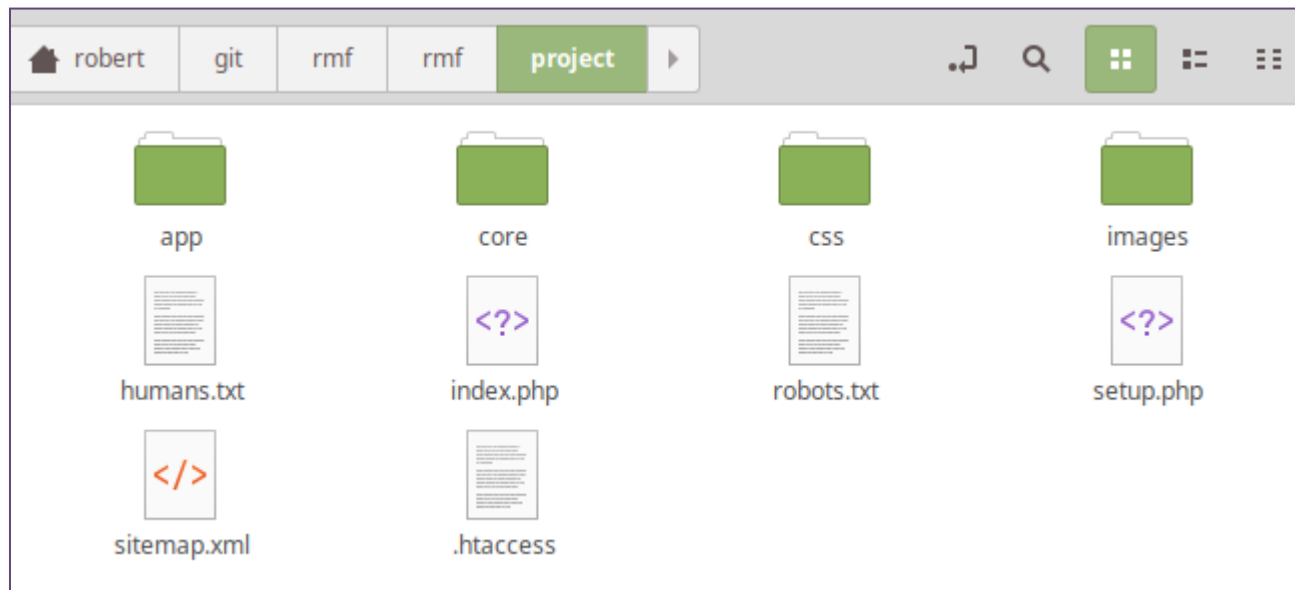 robert git rmf rmf project
app core css images
<?> <?>
humans.txt index.php robots.txt setup.php
</>
sitemap.xml .htaccess